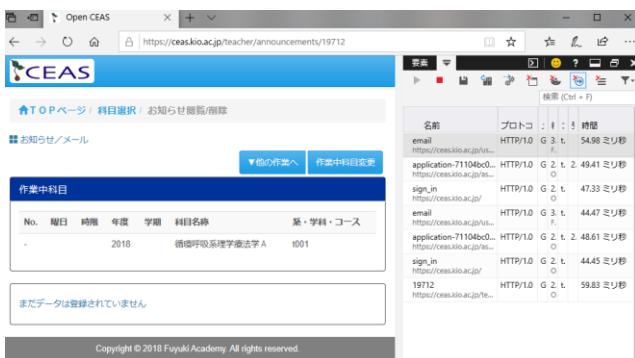 Open CEAS
https://ceas.kio.ac.jp/teacher/announcements/19712
CEAS
TOPページ / 科目選択 / お知らせ閲覧/削除
お知らせ/メール
▼他の作業へ 作業中科目変更
作業中科目
No. 曜日 時限 年度 学期 科目名称 系・学科・コース
- 2018 循環呼吸系理学療法学 A t001
まだデータは登録されていません
Copyright © 2018 Fuyuki Academy. All rights reserved.
要素
検索 (Ctrl + F)
名前 プロトコ 時間
email HTTP/1.0 G 3. t. 54.98 ミリ秒
https://ceas.kio.ac.jp/us... F.
application-71104bc0... HTTP/1.0 G 2. t. 2. 49.41 ミリ秒
https://ceas.kio.ac.jp/as... O
sign_in HTTP/1.0 G 2. t. 47.33 ミリ秒
https://ceas.kio.ac.jp/ O
email HTTP/1.0 G 3. t. 44.47 ミリ秒
https://ceas.kio.ac.jp/us... F.
application-71104bc0... HTTP/1.0 G 2. t. 2. 48.61 ミリ秒
https://ceas.kio.ac.jp/as... O
sign_in HTTP/1.0 G 2. t. 44.45 ミリ秒
https://ceas.kio.ac.jp/ O
19712 HTTP/1.0 G 2. t. 59.83 ミリ秒
https://ceas.kio.ac.jp/te... O